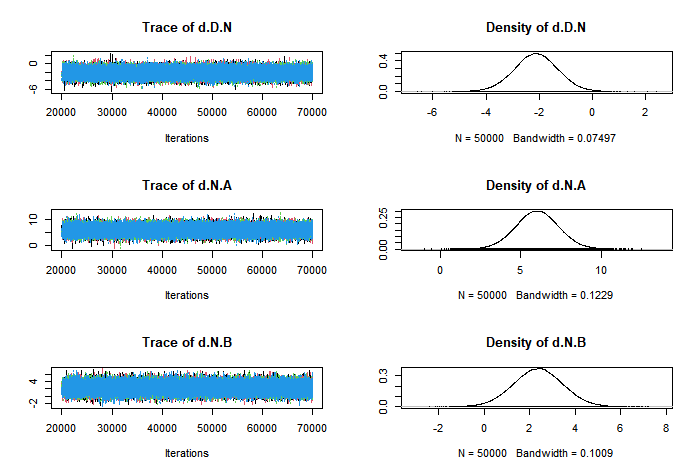 Trace of d.D.N
0
-6
20000 30000 40000 50000 60000 70000
Iterations
Density of d.D.N
0.4
0.0
-6 -4 -2 0 2
N = 50000 Bandwidth = 0.07497
Trace of d.N.A
10
0
20000 30000 40000 50000 60000 70000
Iterations
Density of d.N.A
0.25
0.00
0 5 10
N = 50000 Bandwidth = 0.1229
Trace of d.N.B
4
-2
20000 30000 40000 50000 60000 70000
Iterations
Density of d.N.B
0.3
0.0
-2 0 2 4 6 8
N = 50000 Bandwidth = 0.1009